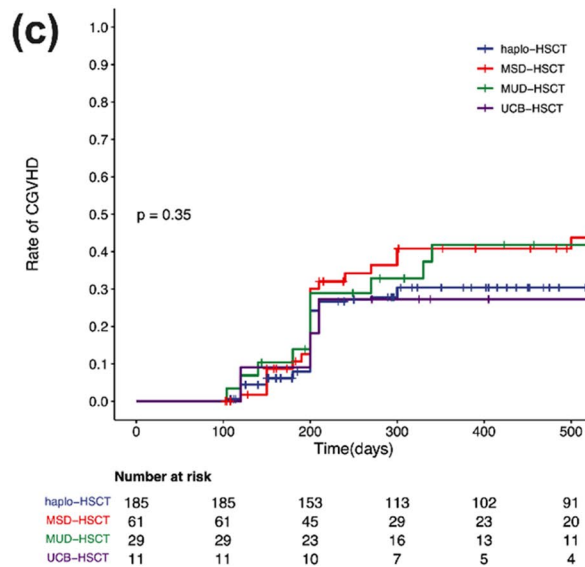 (c)
1.0
0.9
0.8
0.7
0.6
0.5
0.4
0.3
0.2
0.1
0.0
Rate of CGVHD
haplo-HSCT
MSD-HSCT
MUD-HSCT
UCB-HSCT
p = 0.35
0 100 200 300 400 500
Time(days)
Number at risk
haplo-HSCT 185 185 153 113 102 91
MSD-HSCT 61 61 45 29 23 20
MUD-HSCT 29 29 23 16 13 11
UCB-HSCT 11 11 10 7 5 4